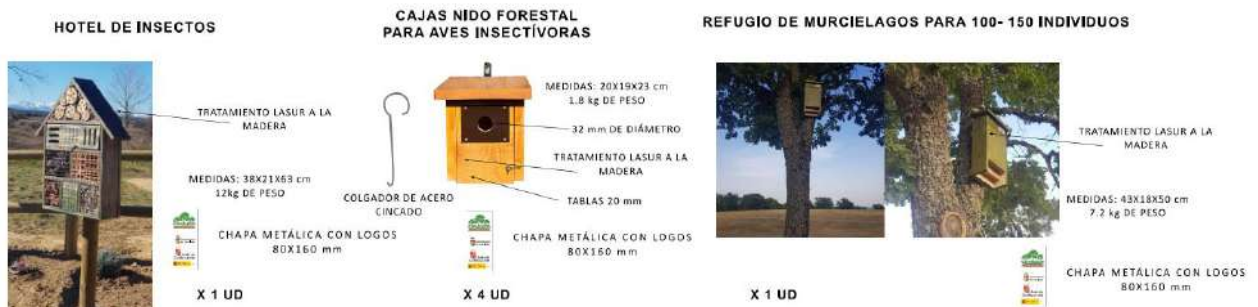 HOTEL DE INSECTOS
TRATAMIENTO LASUR A LA
MADERA
MEDIDAS: 38X21X63 cm
12kg DE PESO
CHAPA METÁLICA CON LOGOS
80X160 mm
X 1 UD
CAJAS NIDO FORESTAL
PARA AVES INSECTÍVORAS
MEDIDAS: 20X19X23 cm
1.8 kg DE PESO
32 mm DE DIÁMETRO
TRATAMIENTO LASUR A LA
MADERA
TABLAS 20 mm
COLGADOR DE ACERO
CINCADO
CHAPA METÁLICA CON LOGOS
80X160 mm
X 4 UD
REFUGIO DE MURCIELAGOS PARA 100- 150 INDIVIDUOS
TRATAMIENTO LASUR A LA
MADERA
MEDIDAS: 43X18X50 cm
7.2 kg DE PESO
CHAPA METÁLICA CON LOGOS
80X160 mm
X 1 UD